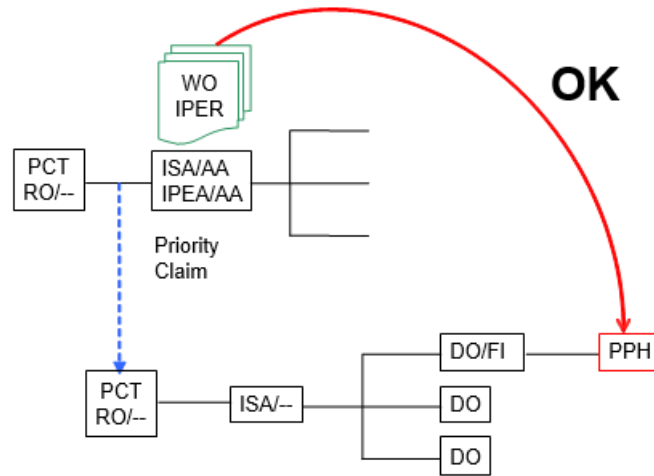 WO
IPER
OK
PCT
RO/--
ISA/AA
IPEA/AA
Priority
Claim
DO/FI
PPH
PCT
RO/--
ISA/--
DO
DO